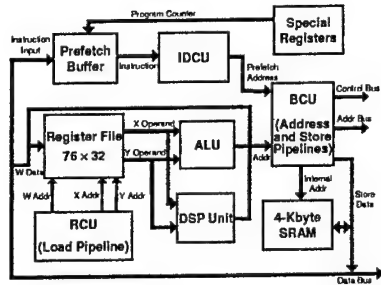 Program Counter
Special
Registers
Instruction
Input
Prefetch
Buffer
Instruction
IDCU
Prefetch
Address
BCU
(Address
and Store
Pipelines)
Control Bus
Addr Bus
Register File
76 x 32
X Operand
Y Operand
ALU
Addr
W Data
W Addr
X Addr
Y Addr
RCU
(Load Pipeline)
DSP Unit
Internal
Addr
4-Kbyte
SRAM
Store
Data
Data Bus